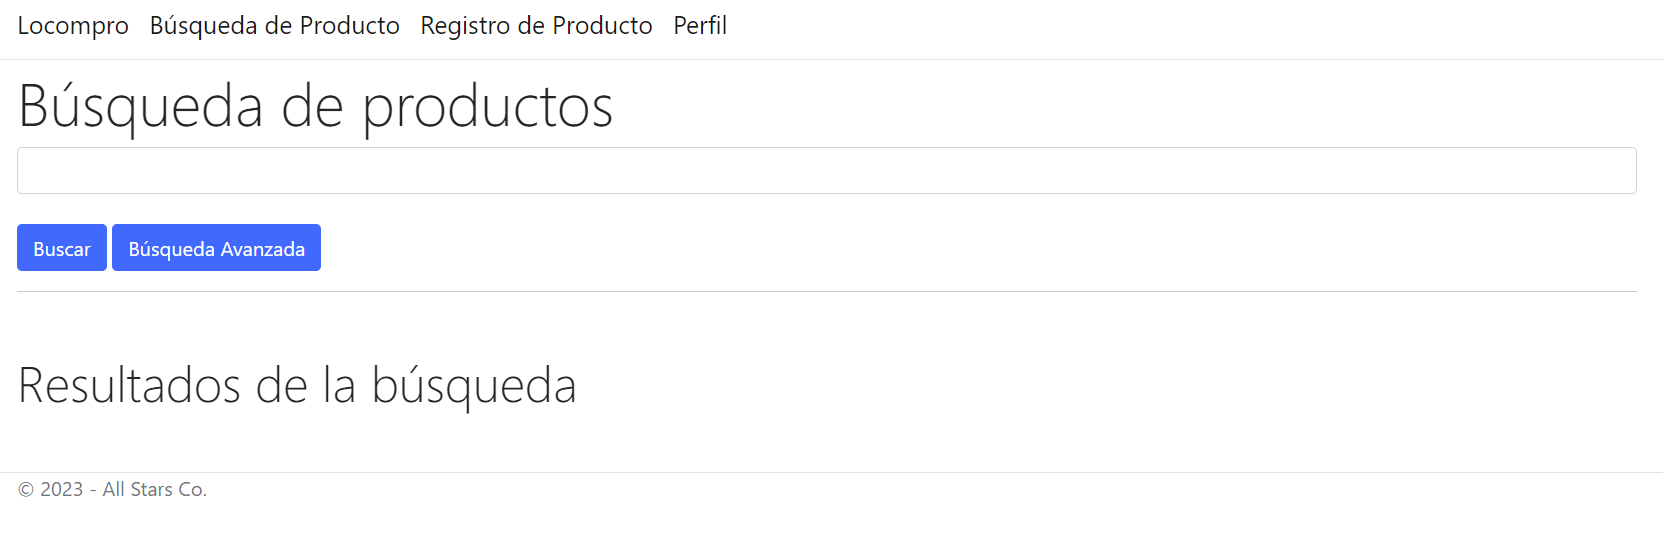 Locompro Búsqueda de Producto Registro de Producto Perfil
Búsqueda de productos
Buscar Búsqueda Avanzada
Resultados de la búsqueda
© 2023 - All Stars Co.